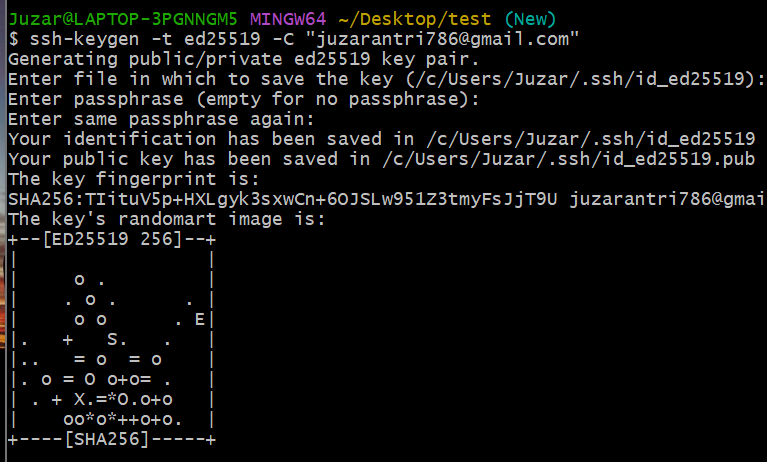 Juzar@LAPTOP-3PGNNGM5 MINGW64 ~/Desktop/test (New)
$ ssh-keygen -t ed25519 -C "juzarantri786@gmail.com"
Generating public/private ed25519 key pair.
Enter file in which to save the key (/c/Users/Juzar/.ssh/id_ed25519):
Enter passphrase (empty for no passphrase):
Enter same passphrase again:
Your identification has been saved in /c/Users/Juzar/.ssh/id_ed25519
Your public key has been saved in /c/Users/Juzar/.ssh/id_ed25519.pub
The key fingerprint is:
SHA256:TIituV5p+HXLgyk3sxwCn+6OJSLw951Z3tmyFsJjT9U juzarantri786@gmai
The key's randomart image is:
+--[ED25519 256]--+
|                 |
|     o .         |
|    . o .      . |
|     o o      . E|
|.   +   S.   .   |
|..   = o  = o    |
|. o = O o+o= .   |
| . + X.=*O.o+o   |
|    oo*o*++o+o.  |
+----[SHA256]-----+